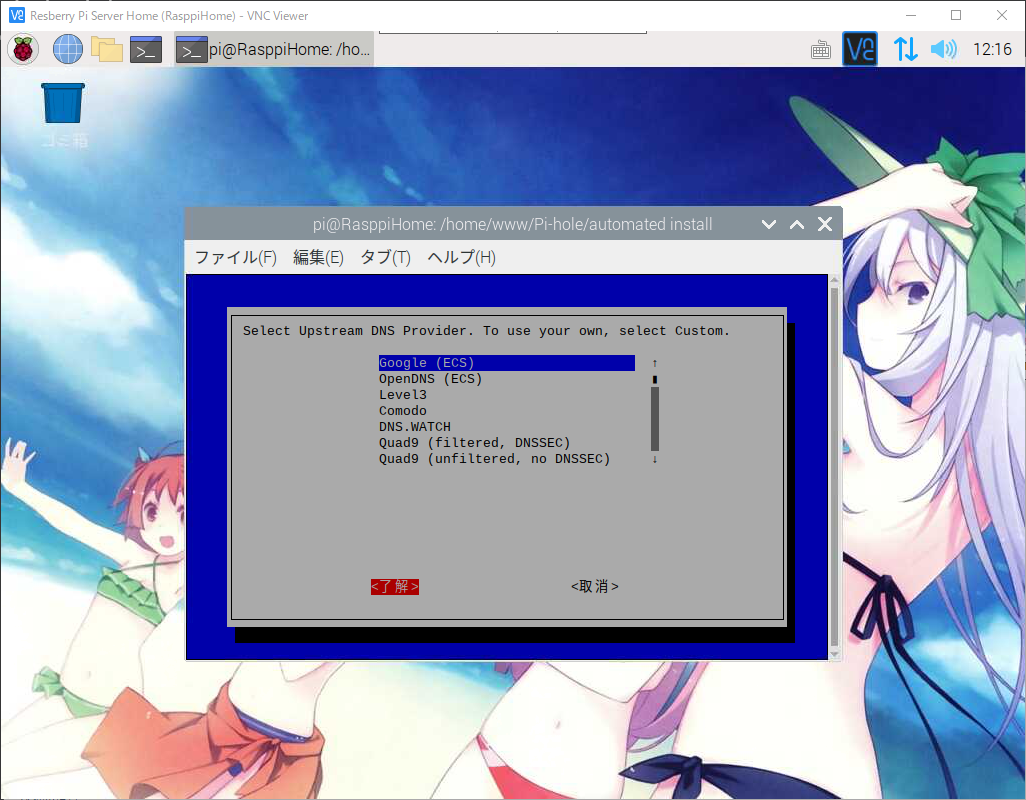 Resberry Pi Server Home (RasppiHome) - VNC Viewer
pi@RasppiHome: /ho...
12:16
ゴミ箱
pi@RasppiHome: /home/www/Pi-hole/automated install
ファイル(F) 編集(E) タブ(T) ヘルプ(H)
Select Upstream DNS Provider. To use your own, select Custom.
Google (ECS)
OpenDNS (ECS)
Level3
Comodo
DNS.WATCH
Quad9 (filtered, DNSSEC)
Quad9 (unfiltered, no DNSSEC)
<了解> <取消>